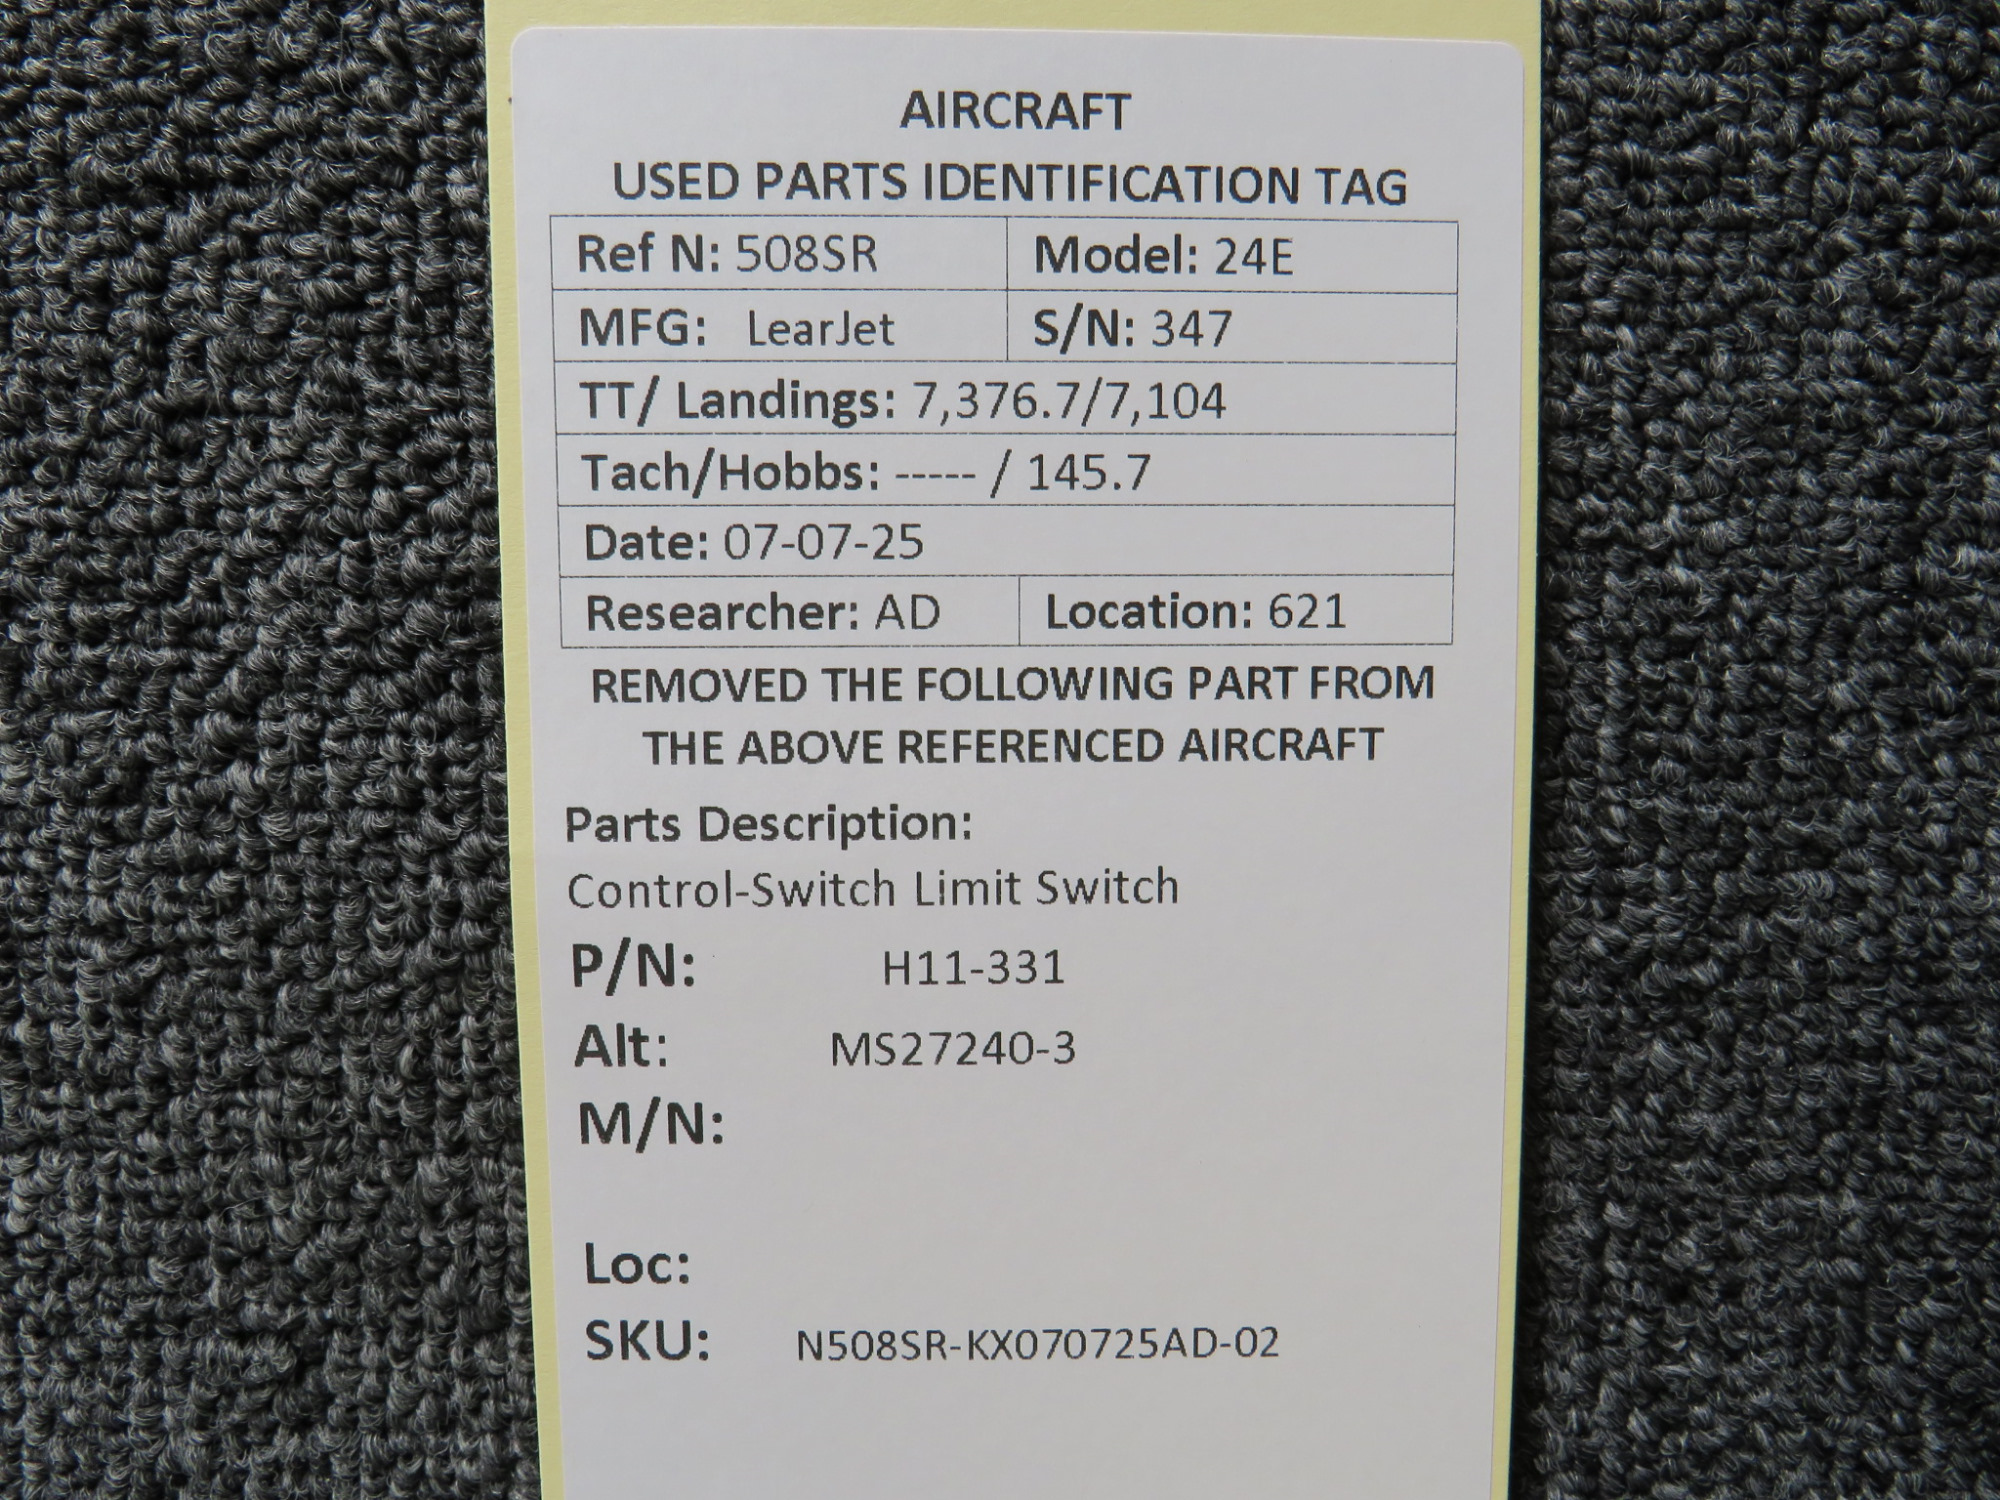 AIRCRAFT
USED PARTS IDENTIFICATION TAG
Ref N: 508SR Model: 24E
MFG: LearJet S/N: 347
TT/ Landings: 7,376.7/7,104
Tach/Hobbs: ----- / 145.7
Date: 07-07-25
Researcher: AD Location: 621
REMOVED THE FOLLOWING PART FROM
THE ABOVE REFERENCED AIRCRAFT
Parts Description:
Control-Switch Limit Switch
P/N: H11-331
Alt: MS27240-3
M/N:
Loc:
SKU: N508SR-KX070725AD-02